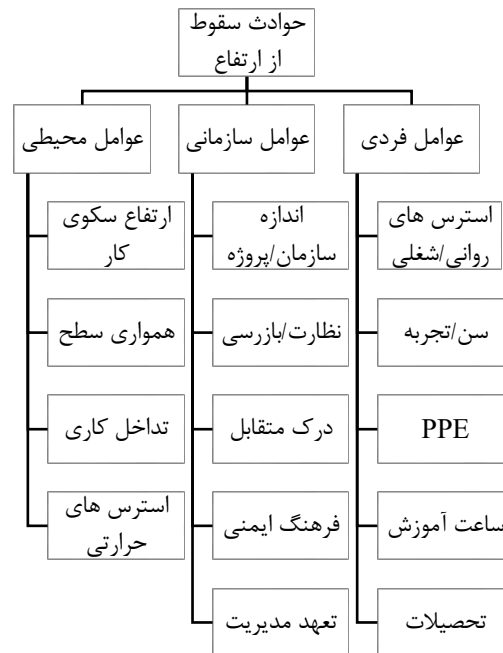 حوادث سقوط
از ارتفاع
عوامل فردی
عوامل سازمانی
عوامل محیطی
استرس های
روانی/شغلی
اندازه
سازمان/پروژه
ارتفاع سکوی
کار
سن/تجربه
نظارت/بازرسی
همواری سطح
PPE
درک متقابل
تداخل کاری
ساعت آموزش
فرهنگ ایمنی
استرس های
حرارتی
تحصیلات
تعهد مدیریت